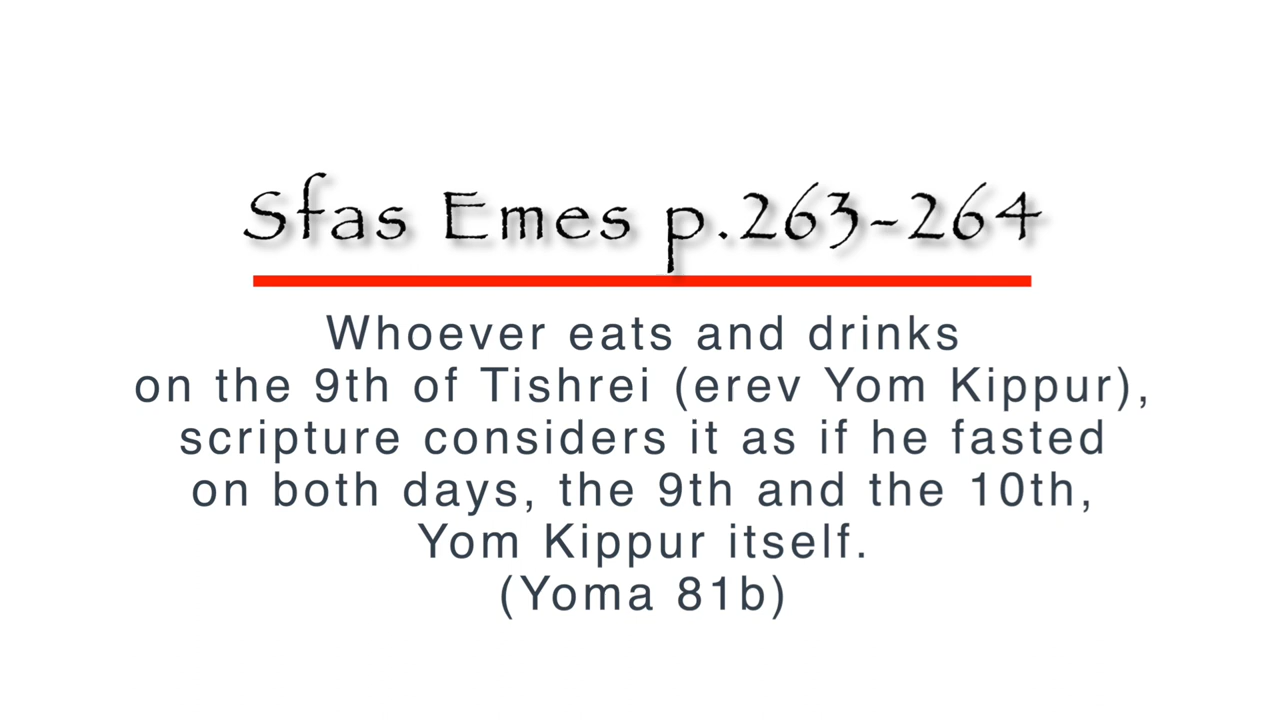 Sfas Emes p.263-264
Whoever eats and drinks
on the 9th of Tishrei (erev Yom Kippur),
scripture considers it as if he fasted
on both days, the 9th and the 10th,
Yom Kippur itself.
(Yoma 81b)